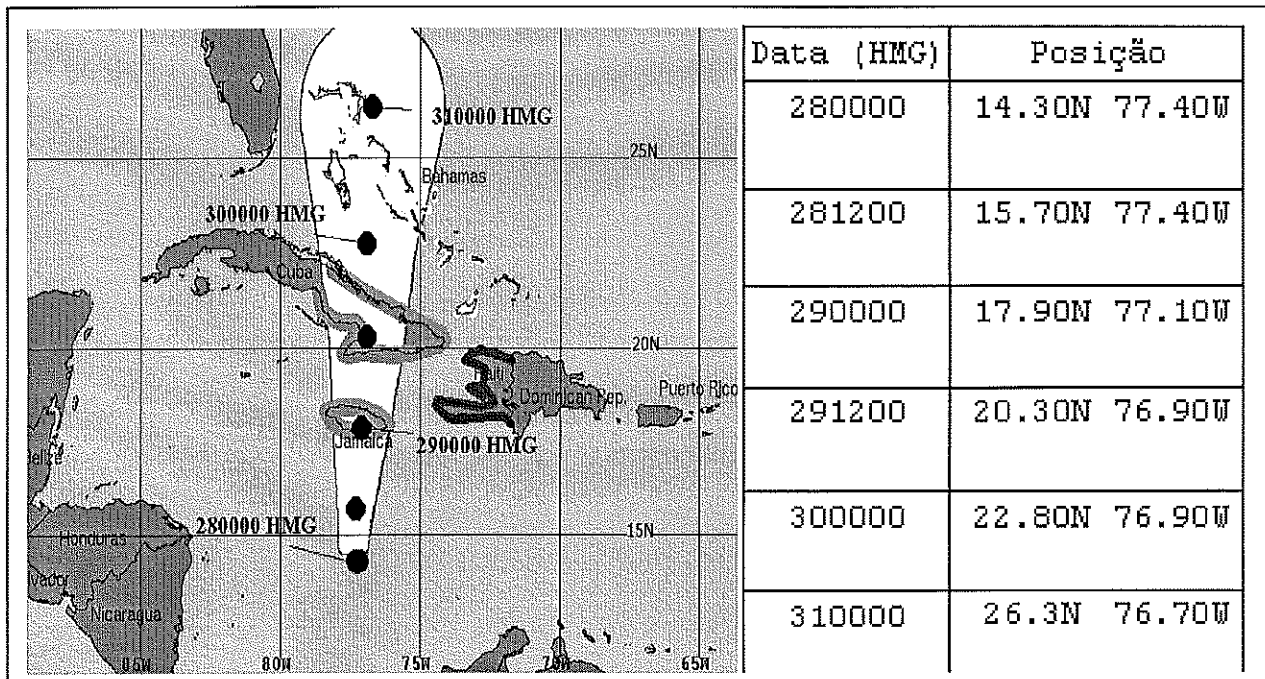 310000 HMG
25N
Bahamas
300000 HMG
Cuba
20N
Dominican Rep.
Puerto Rico
Jamaica
290000 HMG
280000 HMG
15N
Honduras
Nicaragua
80W
75W
70W
65W
Data (HMG) Posição
280000 14.30N 77.40W
281200 15.70N 77.40W
290000 17.90N 77.10W
291200 20.30N 76.90W
300000 22.80N 76.90W
310000 26.3N 76.70W